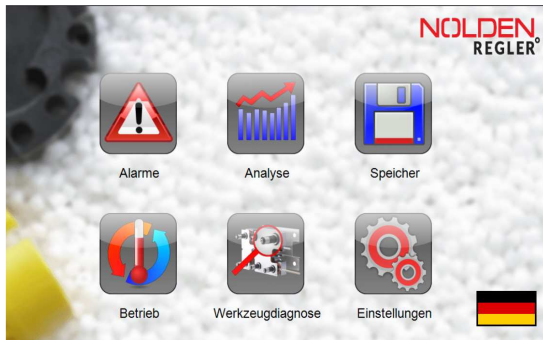 NOLDEN
REGLER
Alarme
Analyse
Speicher
Betrieb
Werkzeugdiagnose
Einstellungen